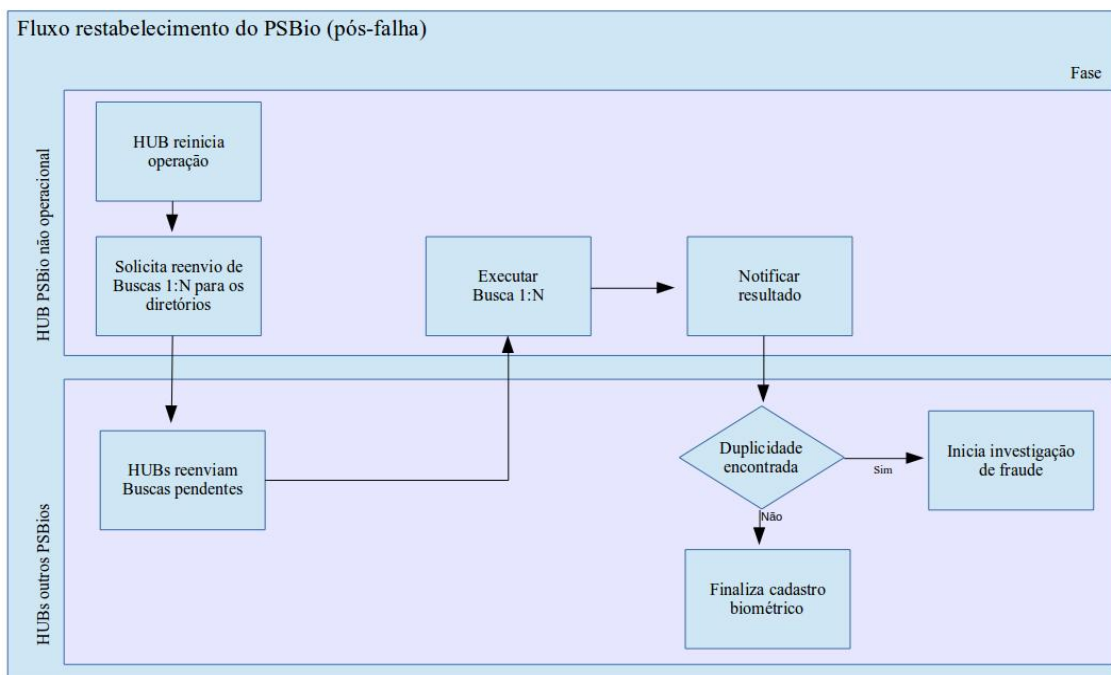 Fluxo restabelecimento do PSBio (pós-falha)
Fase
HUB PSBio não operacional
HUB reinicia
operação
Solicita reenvio de
Buscas 1:N para os
diretórios
Executar
Busca 1:N
Notificar
resultado
HUBs outros PSBios
HUBs reenviam
Buscas pendentes
Duplicidade
encontrada
Sim
Inicia investigação
de fraude
Não
Finaliza cadastro
biométrico